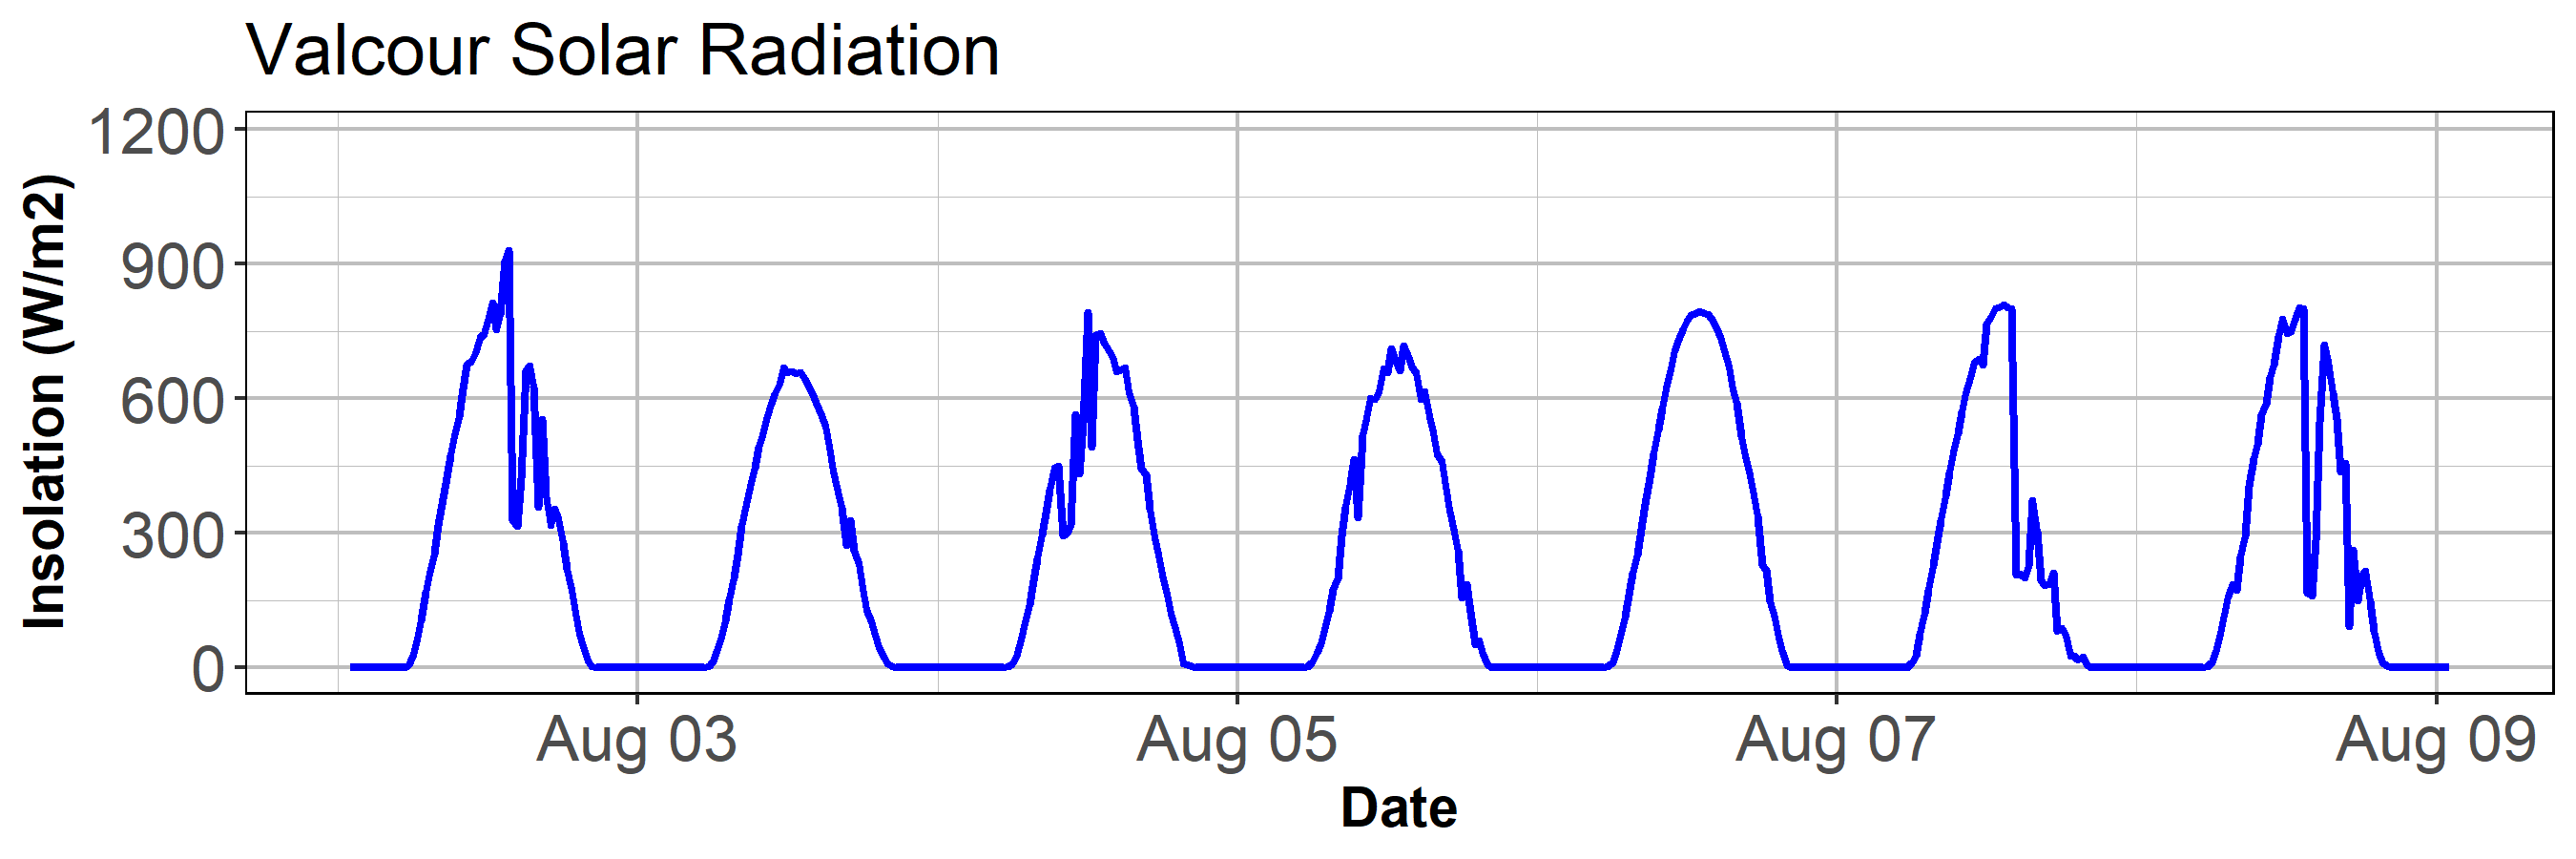 Valcour Solar Radiation
Insolation (W/m2)
1200
900
600
300
0
Aug 03
Aug 05
Aug 07
Aug 09
Date